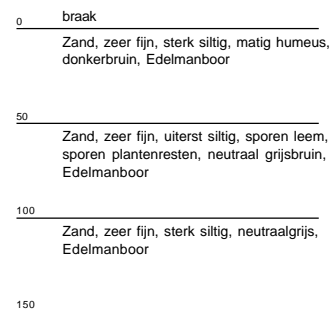 braak
0
Zand, zeer fijn, sterk siltig, matig humeus,
donkerbruin, Edelmanboor
50
Zand, zeer fijn, uiterst siltig, sporen leem,
sporen plantenresten, neutraal grijsbruin,
Edelmanboor
100
Zand, zeer fijn, sterk siltig, neutraalgrijs,
Edelmanboor
150